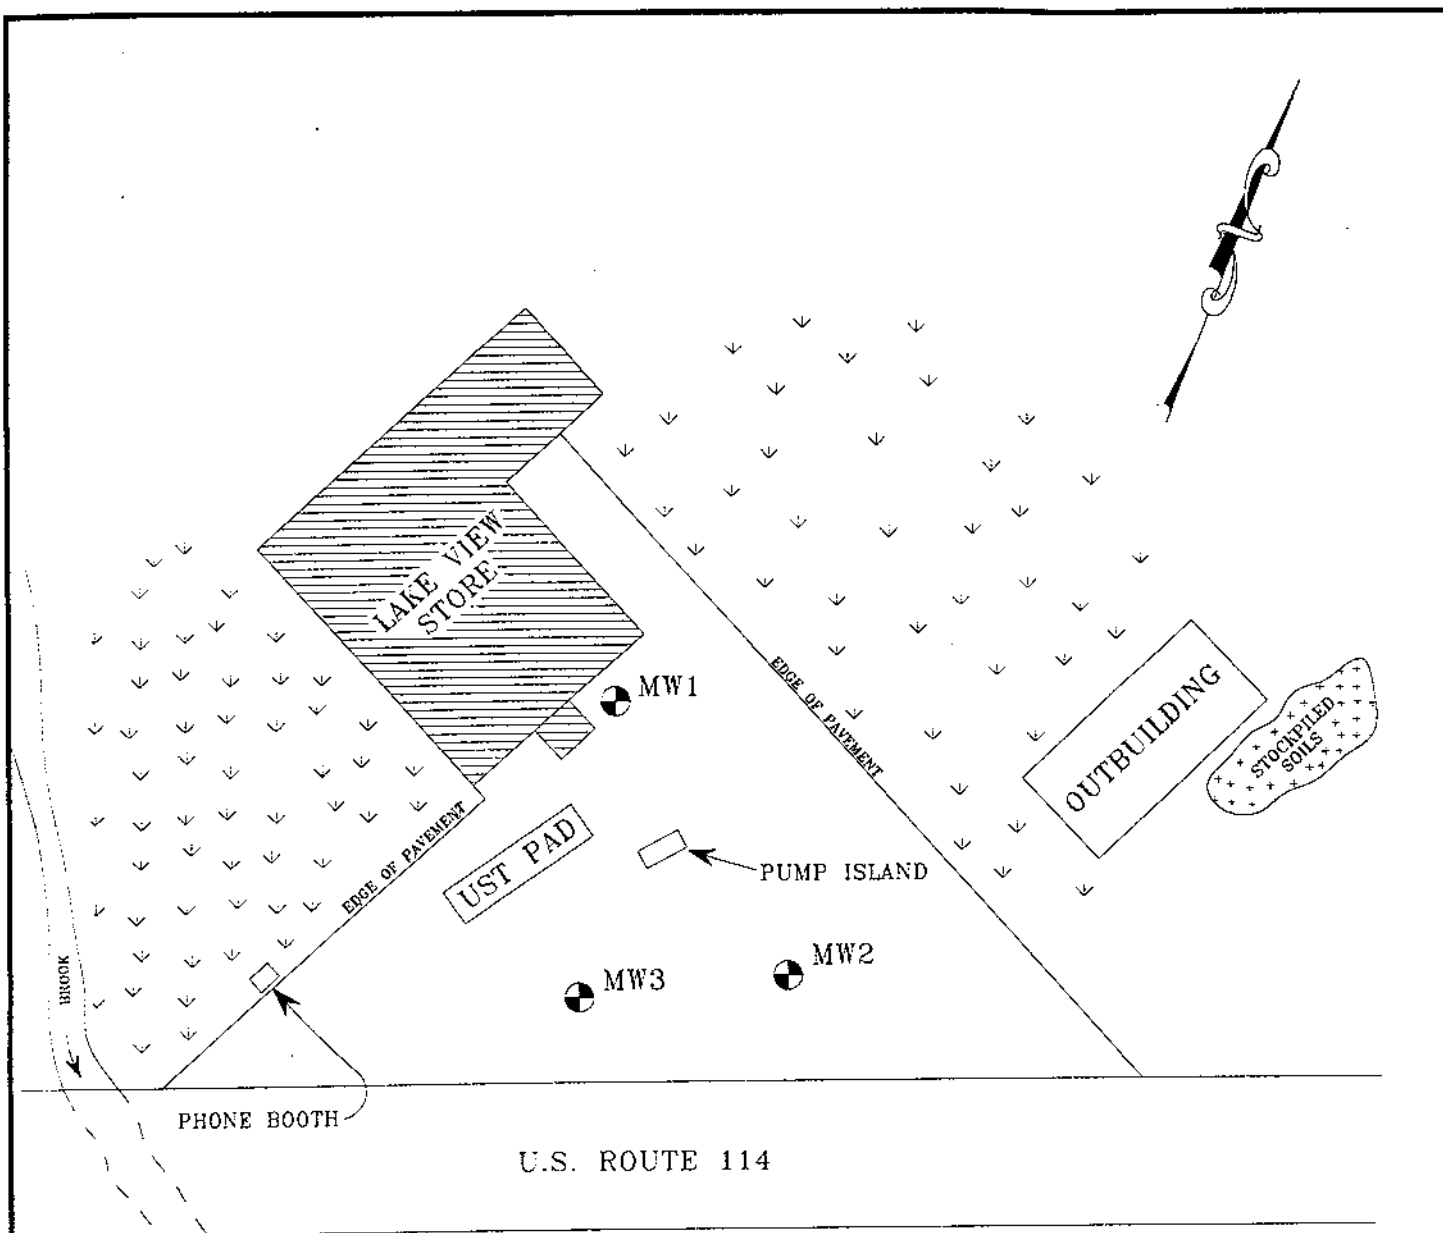 LAKE VIEW
STORE
MW1
EDGE OF PAVEMENT
OUTBUILDING
STOCKPILED
SOILS
EDGE OF PAVEMENT
UST PAD
PUMP ISLAND
BROOK
MW3
MW2
PHONE BOOTH
U.S. ROUTE 114